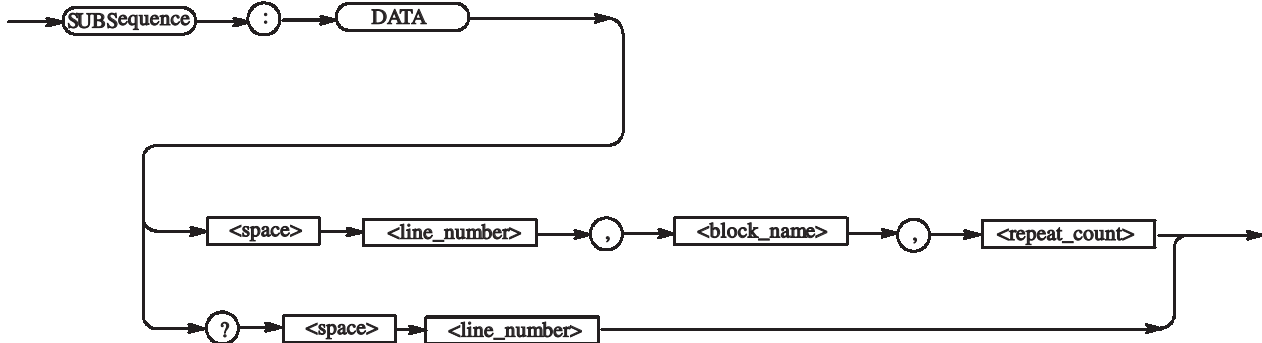 SUBSequence : DATA
<space> <line_number> , <block_name> , <repeat_count>
? <space> <line_number>